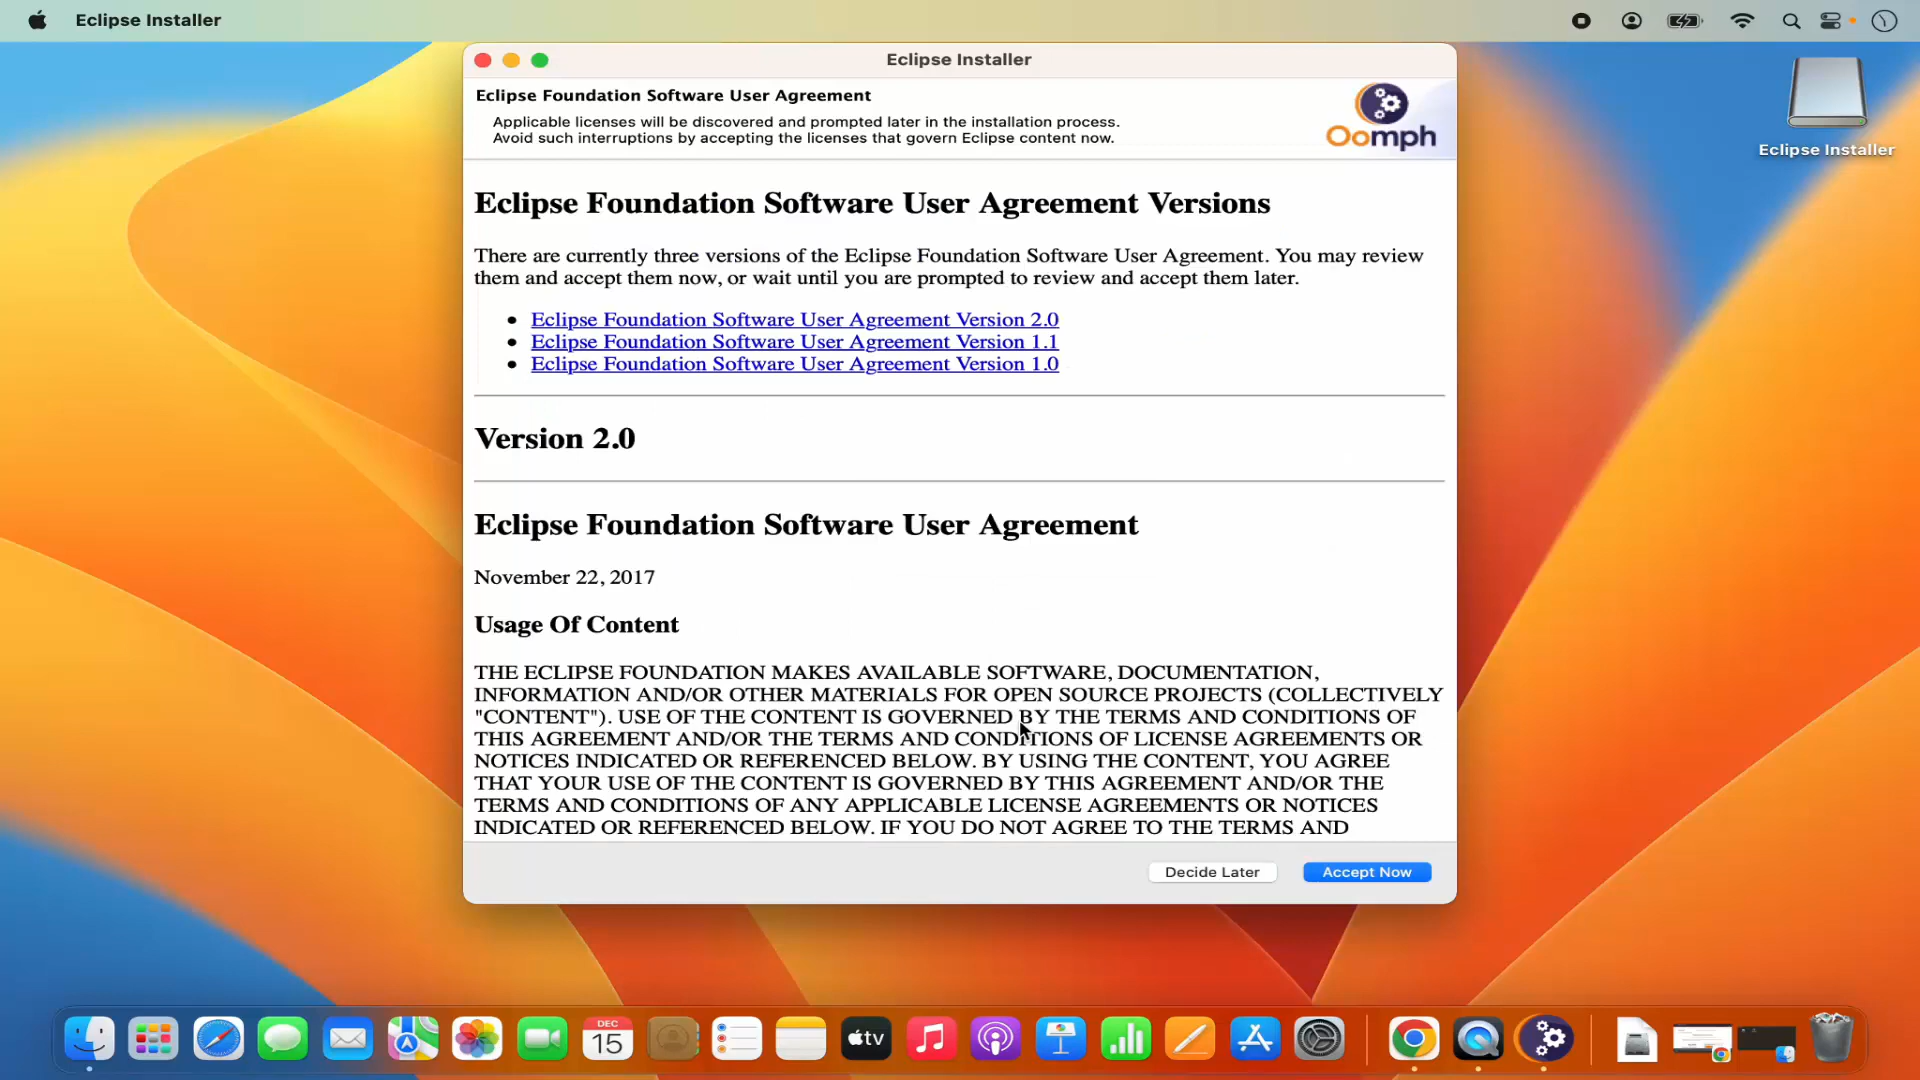 Eclipse Installer
Eclipse Installer
Eclipse Foundation Software User Agreement
Applicable licenses will be discovered and prompted later in the installation process.
Avoid such interruptions by accepting the licenses that govern Eclipse content now.
Oomph
Eclipse Installer
Eclipse Foundation Software User Agreement Versions
There are currently three versions of the Eclipse Foundation Software User Agreement. You may review
them and accept them now, or wait until you are prompted to review and accept them later.
• Eclipse Foundation Software User Agreement Version 2.0
• Eclipse Foundation Software User Agreement Version 1.1
• Eclipse Foundation Software User Agreement Version 1.0
Version 2.0
Eclipse Foundation Software User Agreement
November 22, 2017
Usage Of Content
THE ECLIPSE FOUNDATION MAKES AVAILABLE SOFTWARE, DOCUMENTATION,
INFORMATION AND/OR OTHER MATERIALS FOR OPEN SOURCE PROJECTS (COLLECTIVELY
"CONTENT"). USE OF THE CONTENT IS GOVERNED BY THE TERMS AND CONDITIONS OF
THIS AGREEMENT AND/OR THE TERMS AND CONDITIONS OF LICENSE AGREEMENTS OR
NOTICES INDICATED OR REFERENCED BELOW. BY USING THE CONTENT, YOU AGREE
THAT YOUR USE OF THE CONTENT IS GOVERNED BY THIS AGREEMENT AND/OR THE
TERMS AND CONDITIONS OF ANY APPLICABLE LICENSE AGREEMENTS OR NOTICES
INDICATED OR REFERENCED BELOW. IF YOU DO NOT AGREE TO THE TERMS AND
Decide Later
Accept Now
DEC
15
tv